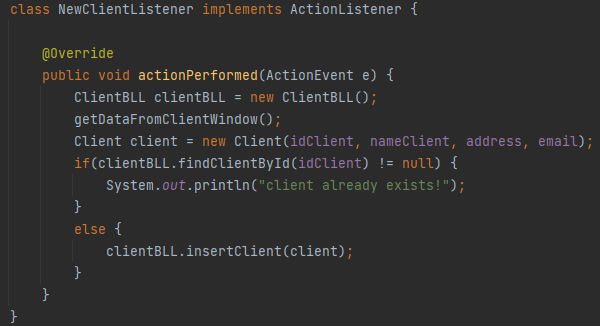 class NewClientListener implements ActionListener {
@Override
public void actionPerformed(ActionEvent e) {
ClientBLL clientBLL = new ClientBLL();
getDataFromClientWindow();
Client client = new Client(idClient, nameClient, address, email);
if(clientBLL.findClientById(idClient) != null) {
System.out.println("client already exists!");
}
else {
clientBLL.insertClient(client);
}
}
}